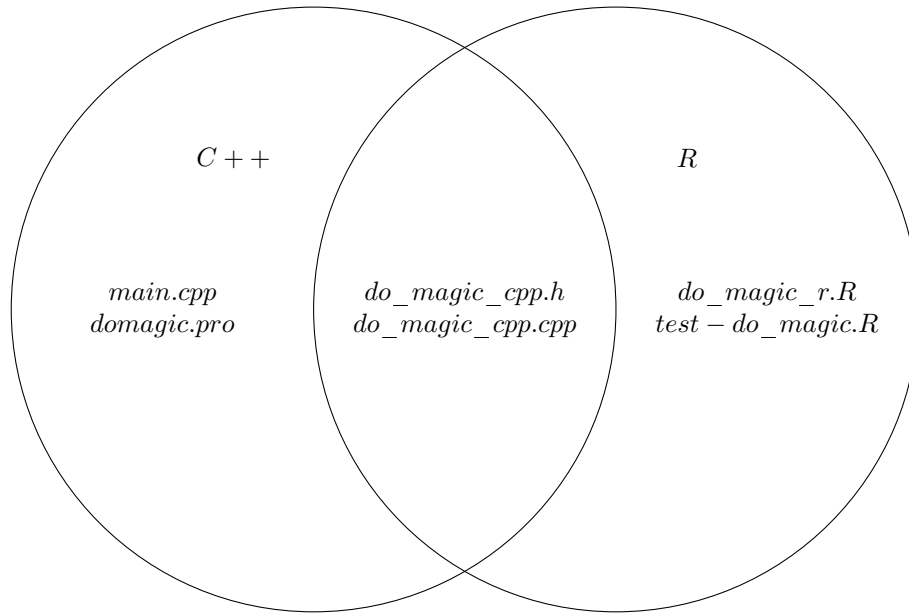 C + +
R
main.cpp
domagic.pro
do_magic_cpp.h
do_magic_cpp.cpp
do_magic_r.R
test − do_magic.R